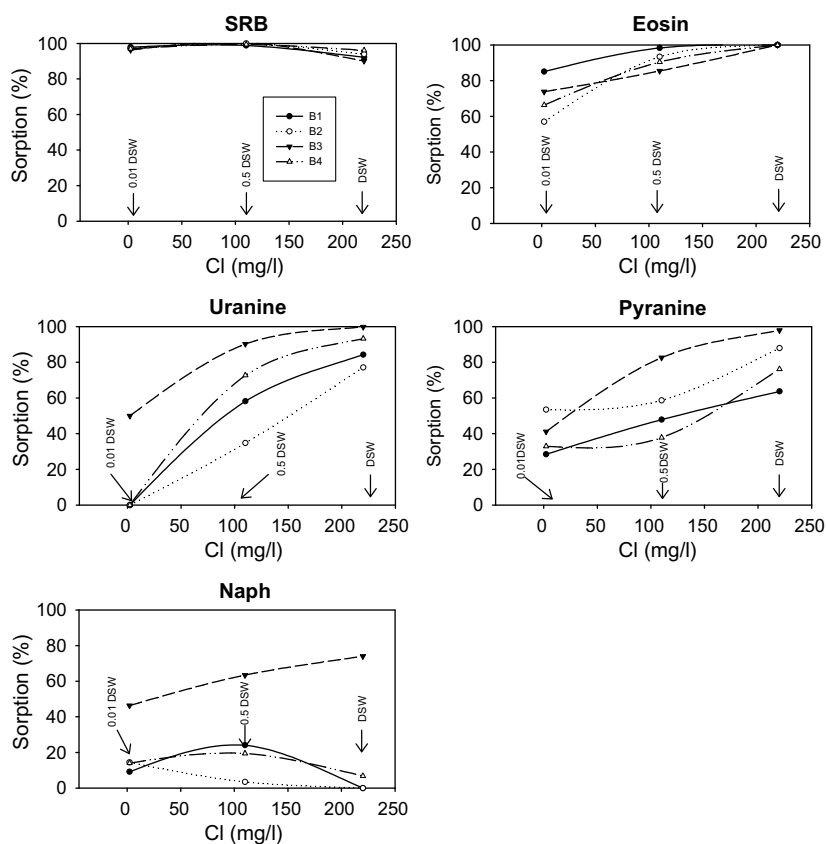 SRB
Sorption (%)
100
80
60
40
20
0
B1
B2
B3
B4
0.01 DSW
0.5 DSW
DSW
0 50 100 150 200 250
Cl (mg/l)
Eosin
Sorption (%)
100
80
60
40
20
0
0.01 DSW
0.5 DSW
DSW
0 50 100 150 200 250
Cl (mg/l)
Uranine
Sorption (%)
100
80
60
40
20
0
0.01 DSW
0.5 DSW
DSW
0 50 100 150 200 250
Cl (mg/l)
Pyranine
Sorption (%)
100
80
60
40
20
0
0.01DSW
0.5DSW
DSW
0 50 100 150 200 250
Cl (mg/l)
Naph
Sorption (%)
100
80
60
40
20
0
0.01 DSW
0.5 DSW
DSW
0 50 100 150 200 250
Cl (mg/l)